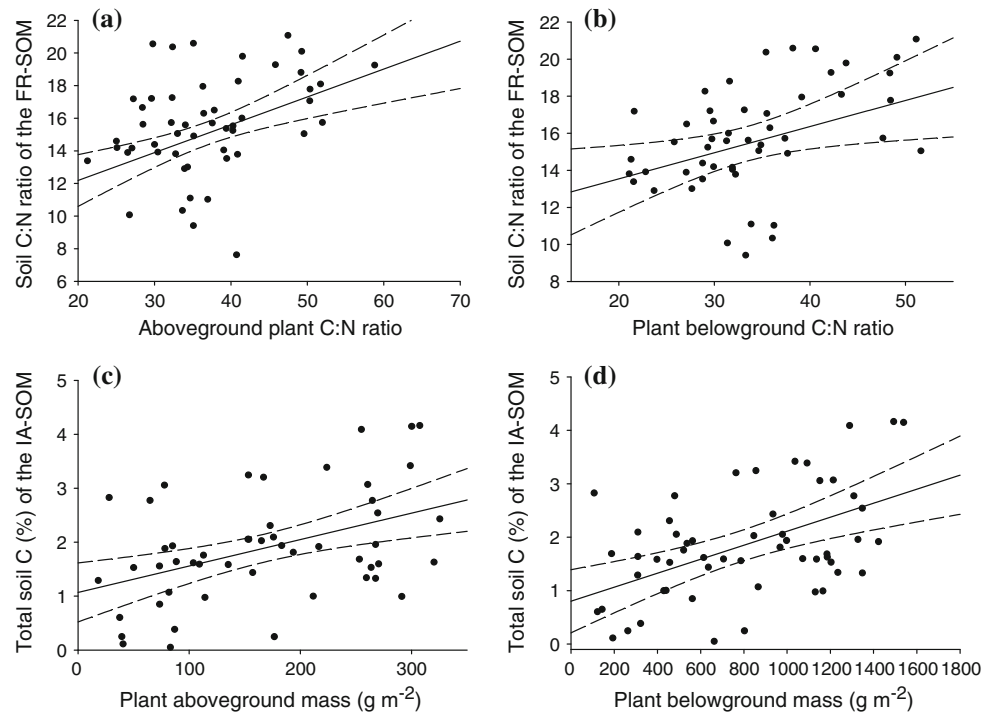 (a)
Soil C:N ratio of the FR-SOM
22
20
18
16
14
12
10
8
6
20 30 40 50 60 70
Aboveground plant C:N ratio
(b)
Soil C:N ratio of the FR-SOM
22
20
18
16
14
12
10
8
20 30 40 50
Plant belowground C:N ratio
(c)
Total soil C (%) of the IA-SOM
5
4
3
2
1
0
0 100 200 300
Plant aboveground mass (g m-2)
(d)
Total soil C (%) of the IA-SOM
5
4
3
2
1
0
0 200 400 600 800 1000 1200 1400 1600 1800
Plant belowground mass (g m-2)